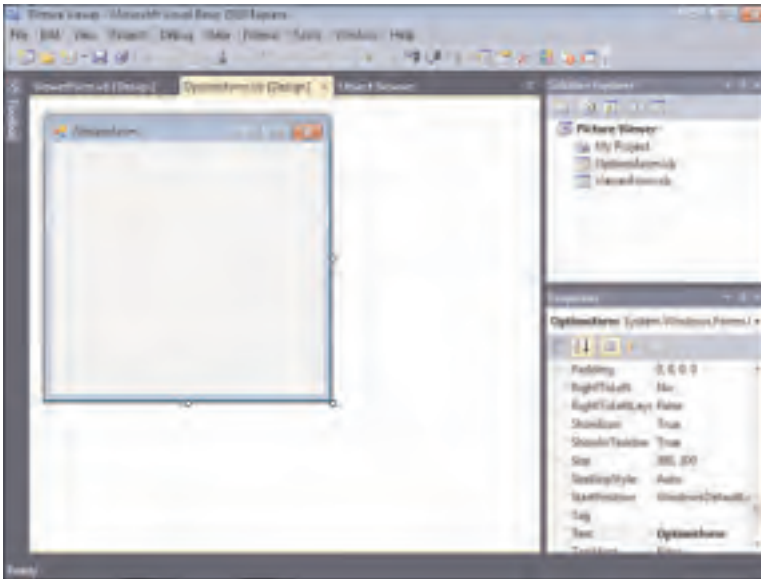 Picture Viewer - Microsoft Visual Basic 2010 Express
File Edit View Project Debug Data Format Tools Window Help
ViewerForm.vb [Design] OptionsForm.vb [Design] × Object Browser
Toolbox
OptionsForm
Solution Explorer
Picture Viewer
My Project
OptionsForm.vb
ViewerForm.vb
Properties
OptionsForm System.Windows.Forms.
Padding 0, 0, 0, 0
RightToLeft No
RightToLeftLayo False
ShowIcon True
ShowInTaskbar True
Size 300, 300
SizeGripStyle Auto
StartPosition WindowsDefaultL
Tag
Text OptionsForm
Ready